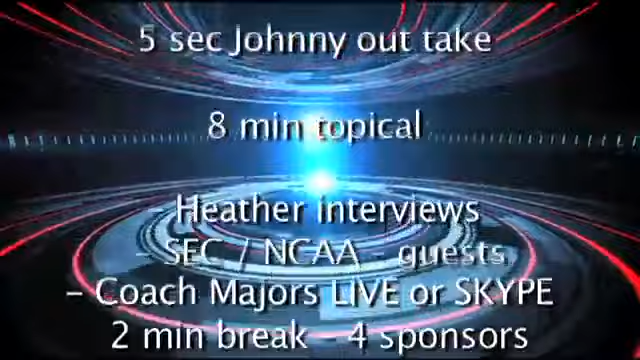 5 sec Johnny out take
8 min topical
Heather interviews
- SEC / NCAA - guests
- Coach Majors LIVE or SKYPE
2 min break - 4 sponsors